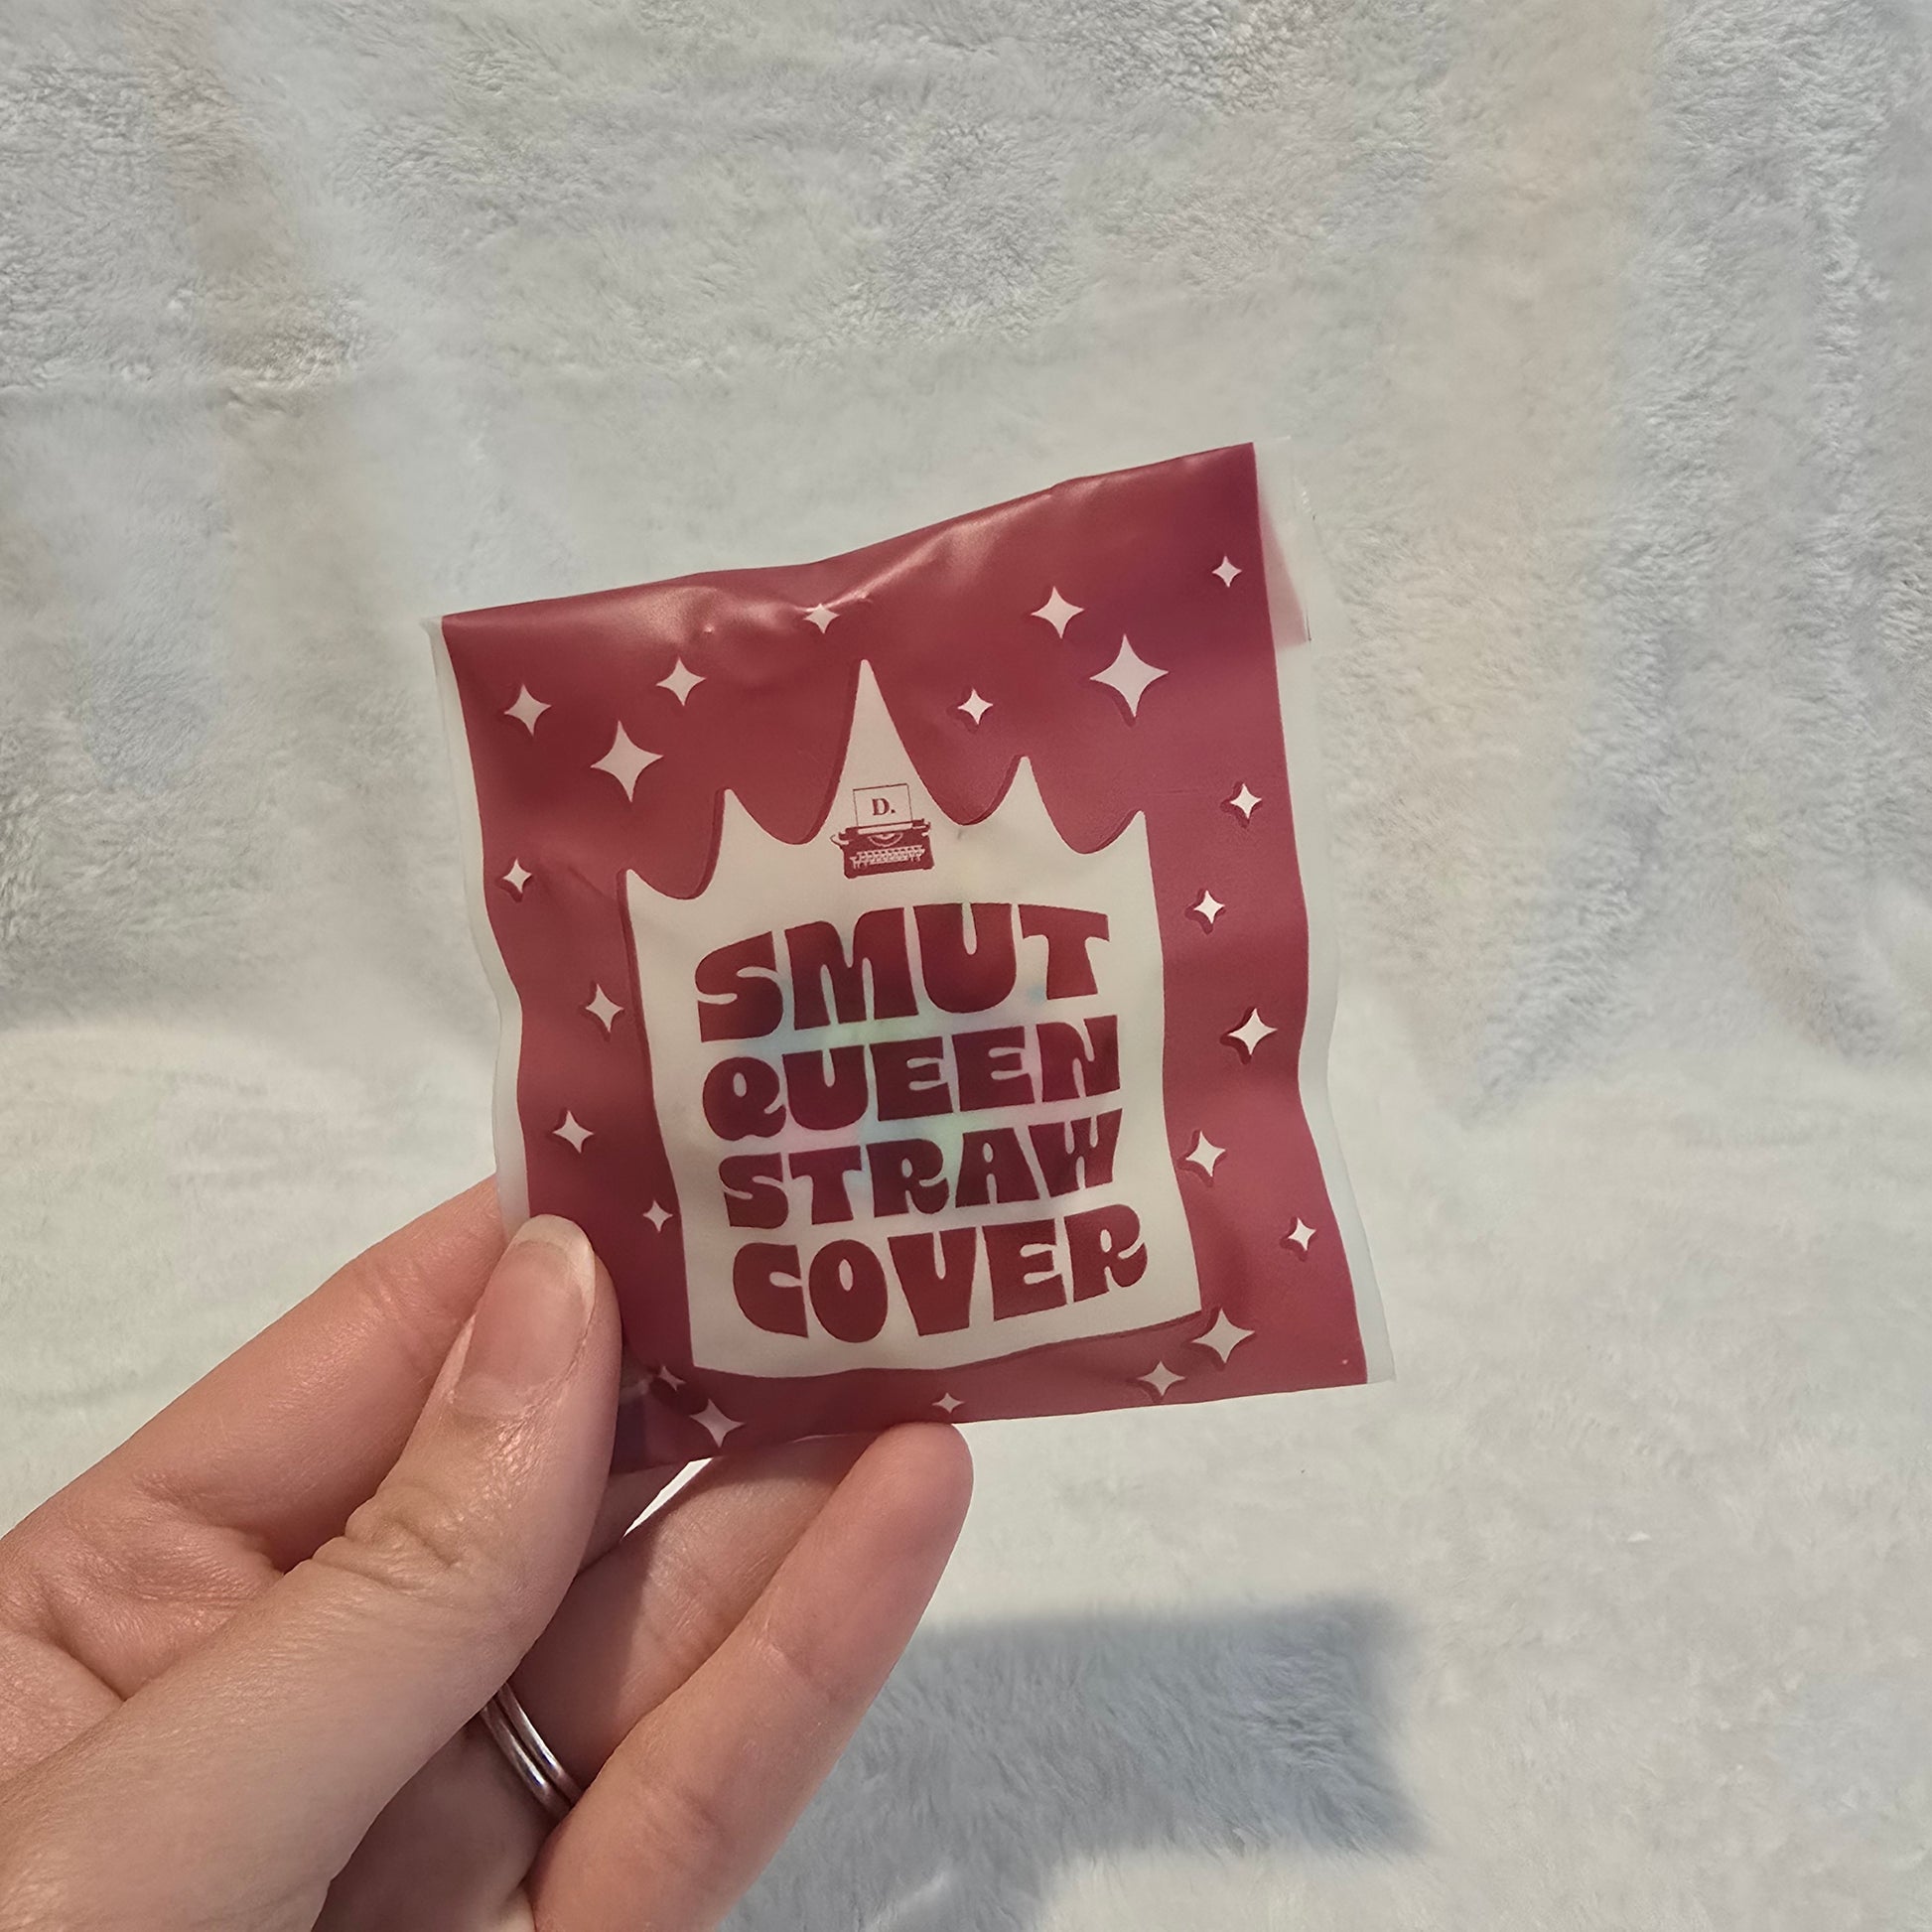 D.
SMUT
QUEEN
STRAW
COVER